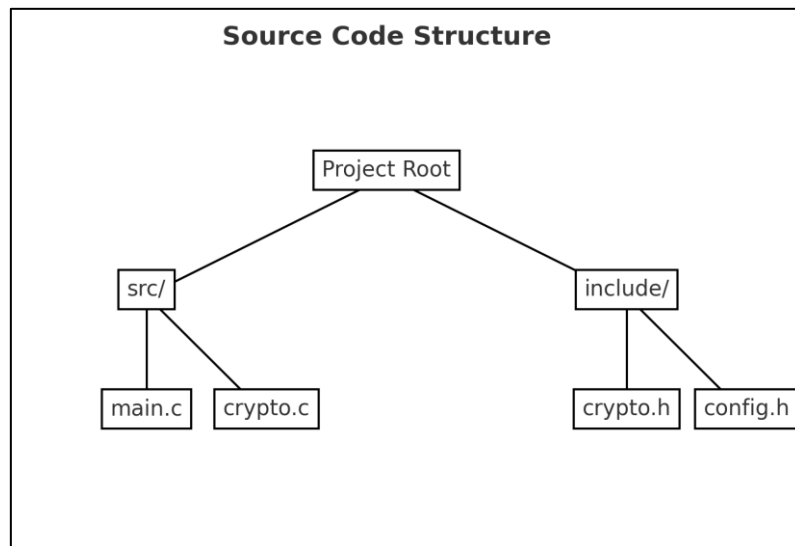 Source Code Structure
Project Root
src/
include/
main.c
crypto.c
crypto.h
config.h